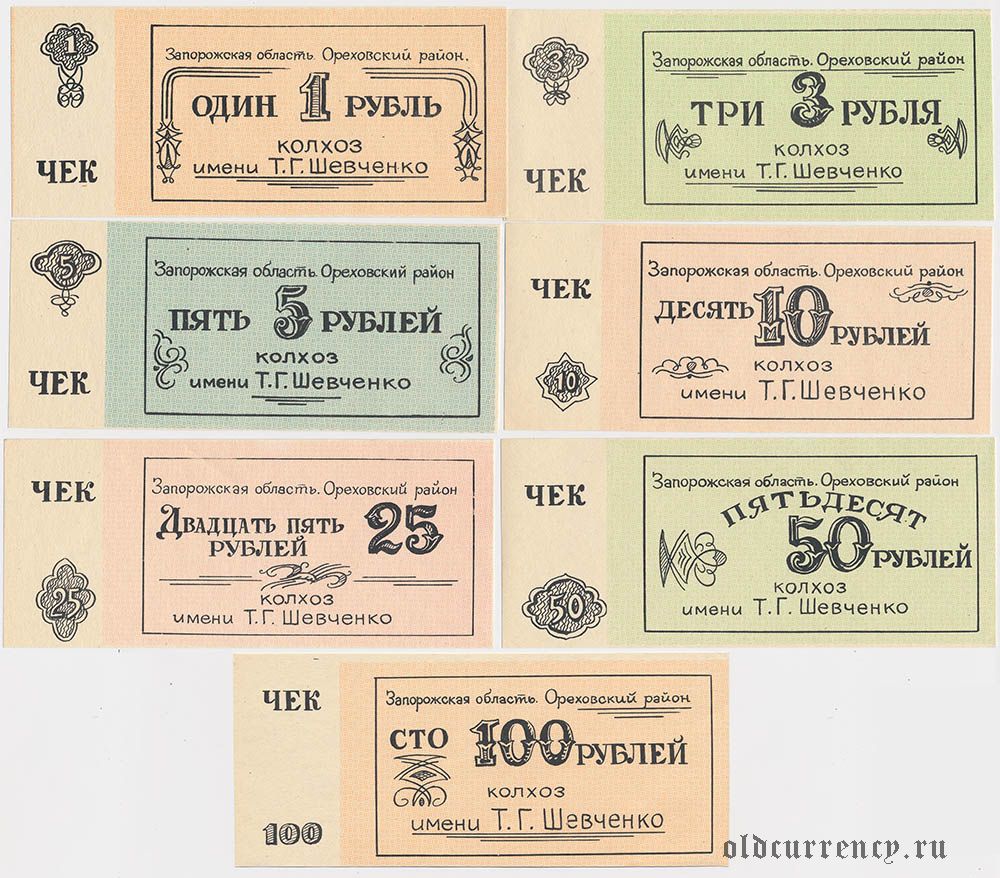 1
ЧЕК
Запорожская область. Ореховский район.
ОДИН 1 РУБЛЬ
КОЛХОЗ
имени Т.Г. Шевченко
3
ЧЕК
Запорожская область. Ореховский район
ТРИ 3 РУБЛЯ
КОЛХОЗ
имени Т.Г. Шевченко
5
ЧЕК
Запорожская область. Ореховский район
ПЯТЬ 5 РУБЛЕЙ
КОЛХОЗ
имени Т.Г. Шевченко
ЧЕК
10
Запорожская область. Ореховский район
ДЕСЯТЬ 10 РУБЛЕЙ
КОЛХОЗ
имени Т.Г. Шевченко
ЧЕК
25
Запорожская область. Ореховский район
Двадцать пять 25
РУБЛЕЙ
КОЛХОЗ
имени Т.Г. Шевченко
ЧЕК
50
Запорожская область. Ореховский район
ПЯТЬДЕСЯТ
50 РУБЛЕЙ
КОЛХОЗ
имени Т.Г. Шевченко
ЧЕК
100
Запорожская область. Ореховский район
СТО 100 РУБЛЕЙ
КОЛХОЗ
имени Т.Г. Шевченко
oldcurrency.ru